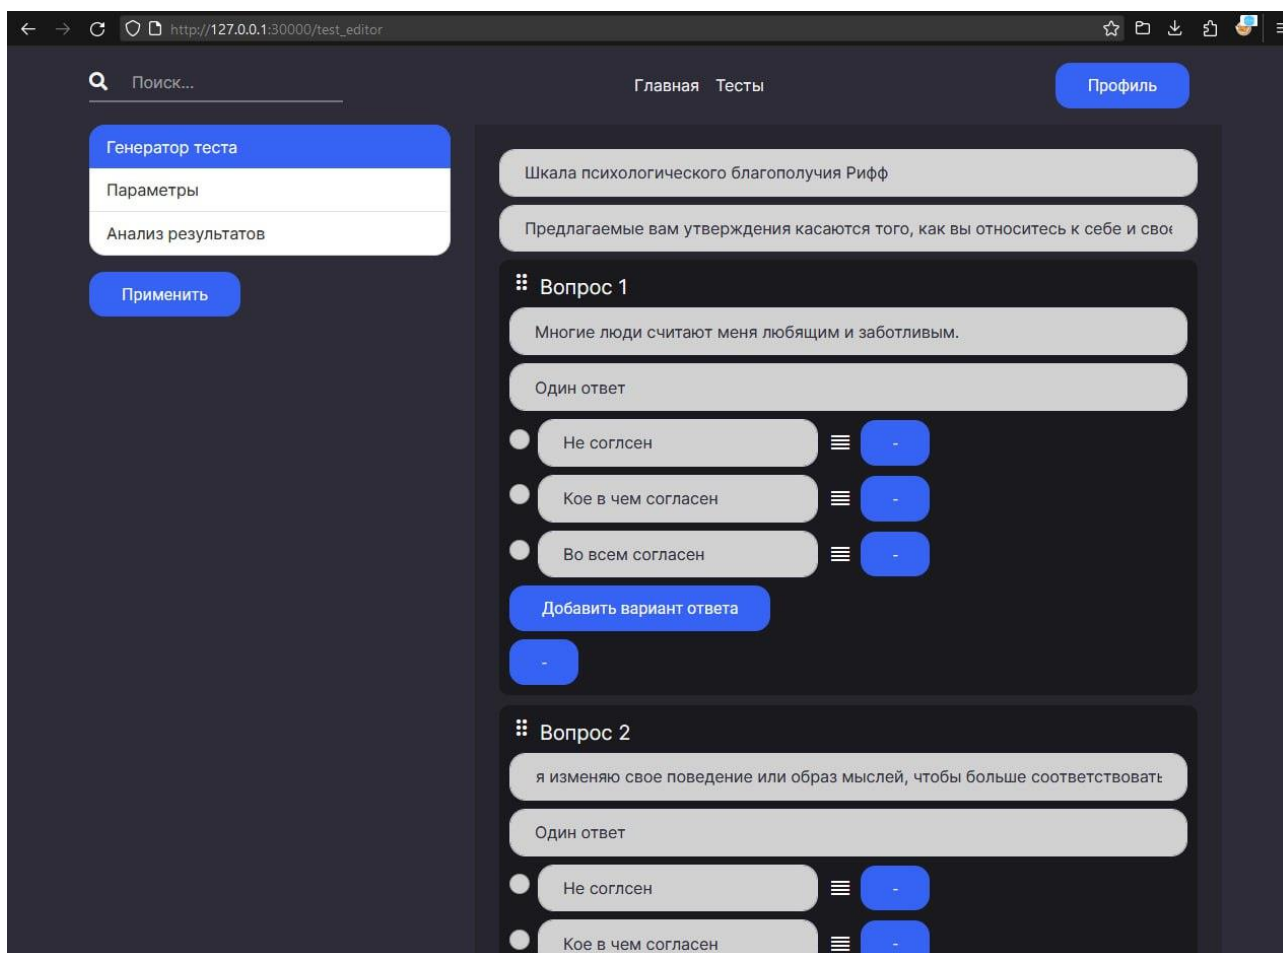 http://127.0.0.1:30000/test_editor
Поиск...
Главная Тесты
Профиль
Генератор теста
Параметры
Анализ результатов
Применить
Шкала психологического благополучия Рифф
Предлагаемые вам утверждения касаются того, как вы относитесь к себе и свое
Вопрос 1
Многие люди считают меня любящим и заботливым.
Один ответ
Не соглсен
-
Кое в чем согласен
-
Во всем согласен
-
Добавить вариант ответа
-
Вопрос 2
я изменяю свое поведение или образ мыслей, чтобы больше соответствовать
Один ответ
Не соглсен
-
Кое в чем согласен
-